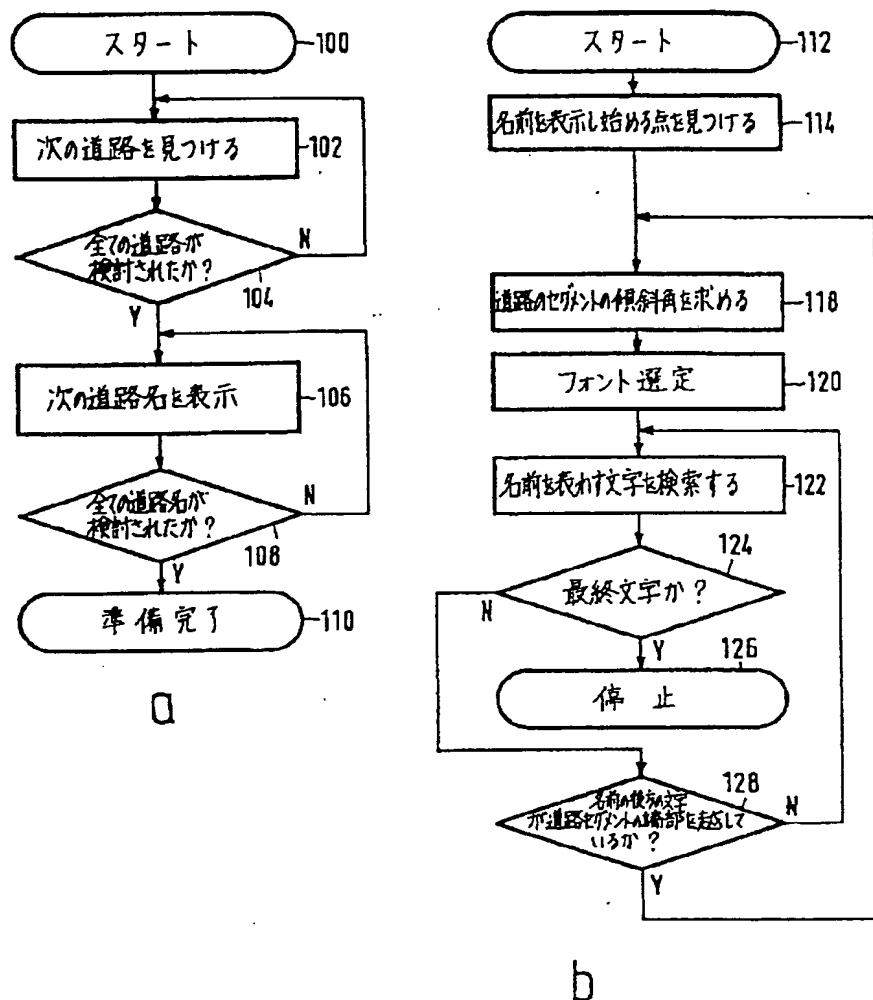 スタート
100
次の道路を見つける
102
全ての道路が
検討されたか?
N
104
Y
次の道路名を表示
106
全ての道路名が
検討されたか?
N
108
Y
準備完了
110
a
スタート
112
名前を表示し始める点を見つける
114
道路のセグメントの傾斜角を求める
118
フォント選定
120
名前を表わす文字を検索する
122
124
最終文字か?
N
Y
126
停止
128
名前の後方の文字
が道路セグメントの端部を走越して
いるか?
N
Y
b